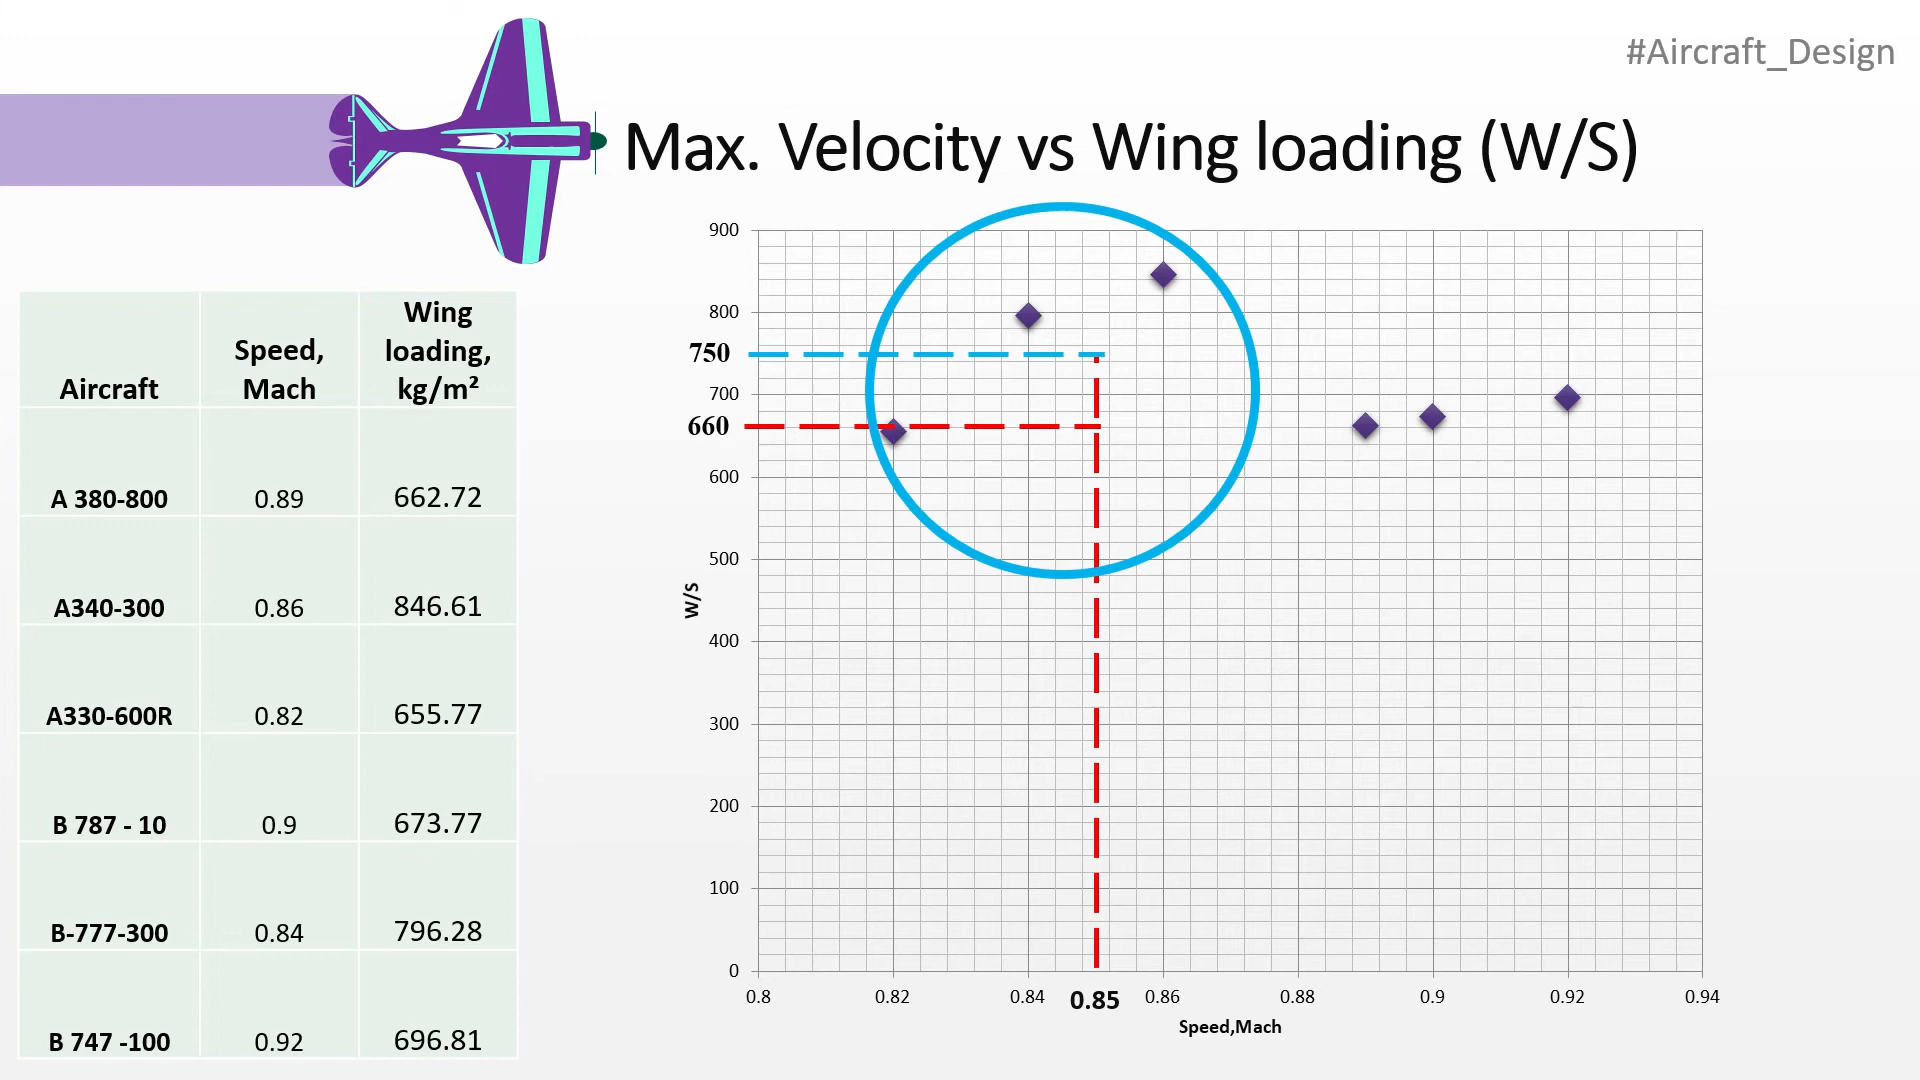 #Aircraft_Design
Max. Velocity vs Wing loading (W/S)
Aircraft
Speed,
Mach
Wing
loading,
kg/m²
A 380-800 0.89 662.72
A340-300 0.86 846.61
A330-600R 0.82 655.77
B 787 - 10 0.9 673.77
B-777-300 0.84 796.28
B 747 -100 0.92 696.81
900
800
750
700
660
600
500
400
300
200
100
0
W/S
0.8 0.82 0.84 0.85 0.86 0.88 0.9 0.92 0.94
Speed,Mach